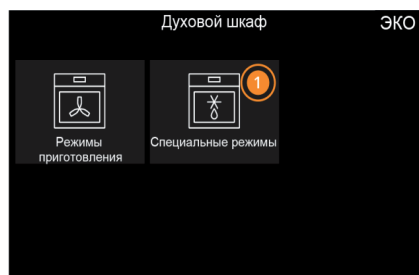 Духовой шкаф
ЭКО
1
Режимы
приготовления
Специальные режимы